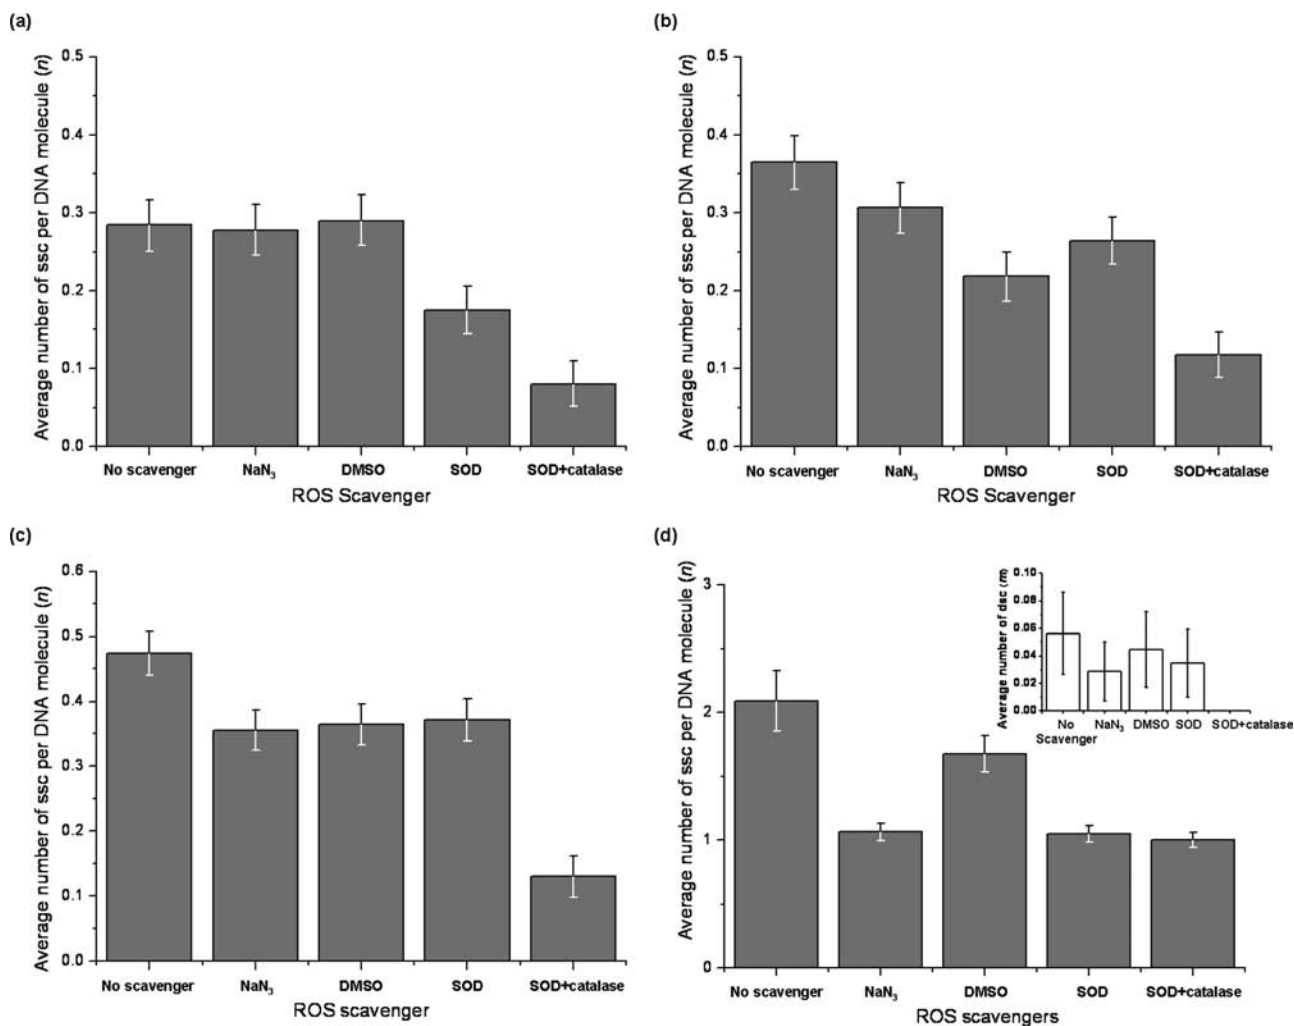 (a)
Average number of ssc per DNA molecule (n)
0.5
0.4
0.3
0.2
0.1
0.0
No scavenger NaN₃ DMSO SOD SOD+catalase
ROS Scavenger
(b)
Average number of ssc per DNA molecule (n)
0.5
0.4
0.3
0.2
0.1
0.0
No scavenger NaN₃ DMSO SOD SOD+catalase
ROS Scavenger
(c)
Average number of ssc per DNA molecule (n)
0.6
0.5
0.4
0.3
0.2
0.1
0.0
No scavenger NaN₃ DMSO SOD SOD+catalase
ROS scavenger
(d)
Average number of ssc per DNA molecule (n)
3
2
1
0
No scavenger NaN₃ DMSO SOD SOD+catalase
ROS scavengers
Average number of dsc (m)
0.10
0.08
0.06
0.04
0.02
0.00
No NaN₃ DMSO SOD SOD+catalase
Scavenger